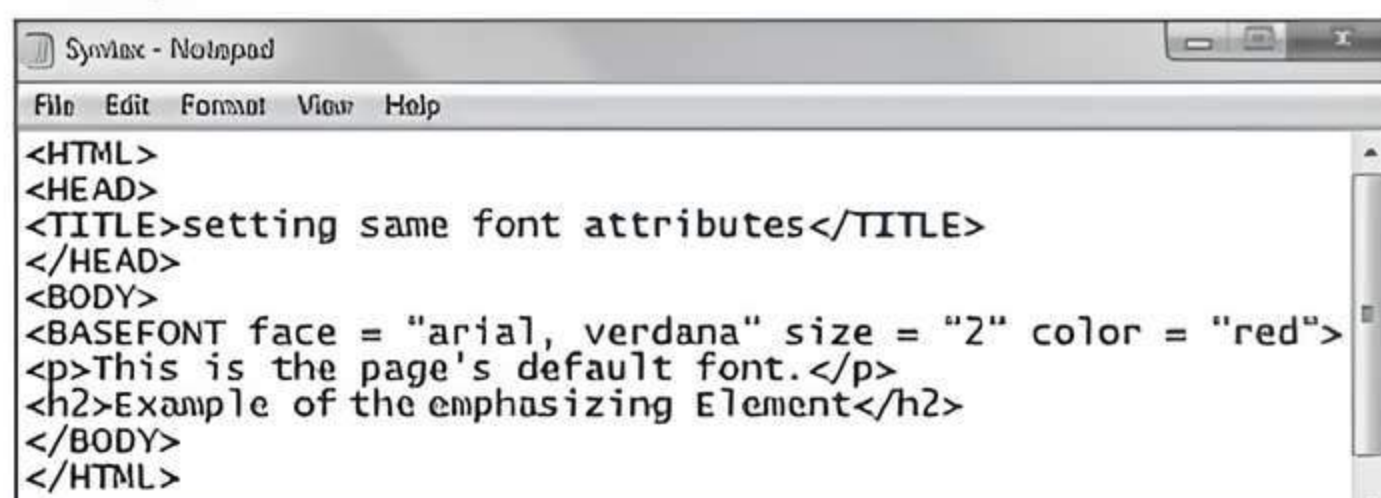 Syntax - Notepad
File Edit Format View Help
<HTML>
<HEAD>
<TITLE>setting same font attributes</TITLE>
</HEAD>
<BODY>
<BASEFONT face = "arial, verdana" size = "2" color = "red">
<p>This is the page's default font.</p>
<h2>Example of the emphasizing Element</h2>
</BODY>
</HTML>